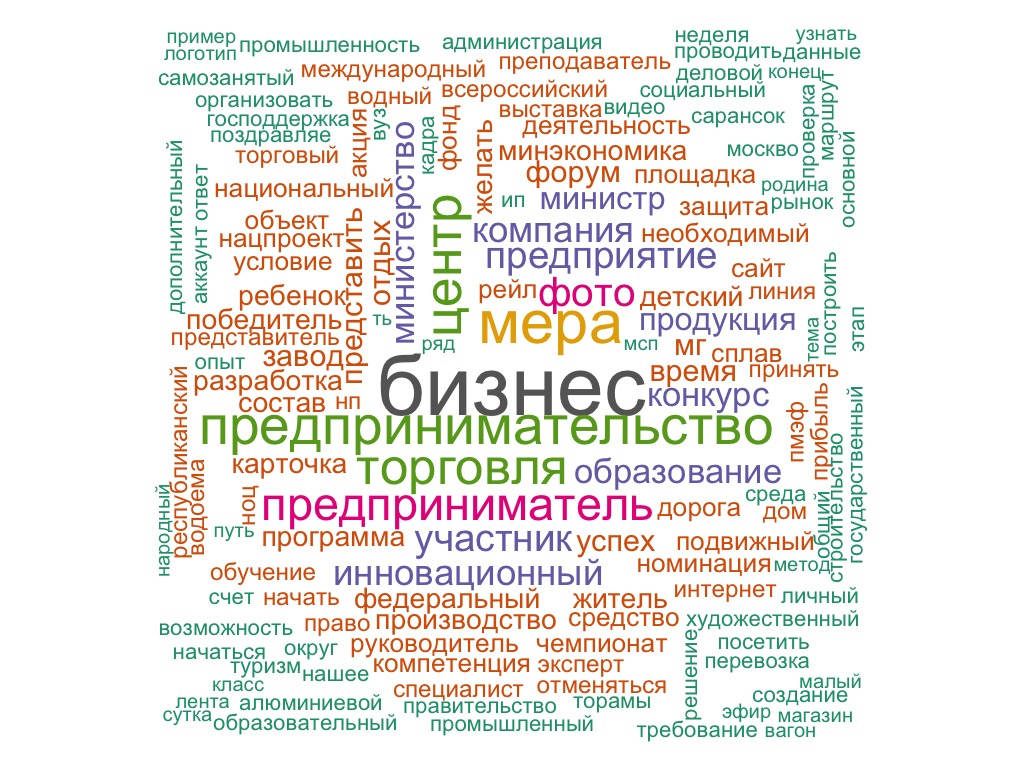 пример
промышленность
администрация
неделя
узнать
логотип
проводить
данные
самозанятый
международный
преподаватель
деловой
конец
организовать
водный
всероссийский
социальный
маршрут
господдержка
акция
вуз
выставка
видео
проверка
поздравляе
кадра
фонд
деятельность
сарансок
торговый
министерство
желать
минэкономика
москво
основной
дополнительный
аккаунт
ответ
национальный
форум
площадка
родина
объект
центр
ип
министр
защита
рынок
нацпроект
представить
отдых
компания
необходимый
условие
предприятие
сайт
ребенок
рейл
фото
детский
линия
построить
победитель
ть
мера
продукция
тема
этап
представитель
ряд
мсп
мг
сплав
опыт
завод
разработка
бизнес
время
принять
состав
нп
конкурс
республиканский
предпринимательство
пмэф
прибыль
государственный
карточка
торговля
образование
строительство
народный
водоема
ноц
предприниматель
дорога
среда
дом
общий
путь
программа
участник
успех
подвижный
обучение
инновационный
номинация
метод
счет
начать
федеральный
житель
интернет
личный
возможность
право
производство
средство
художественный
начаться
округ
руководитель
чемпионат
решение
посетить
туризм
нашее
компетенция
эксперт
перевозка
класс
специалист
отменяться
малый
лента
алюминиевой
правительство
торамы
создание
сутка
образовательный
промышленный
эфир
магазин
требование
вагон